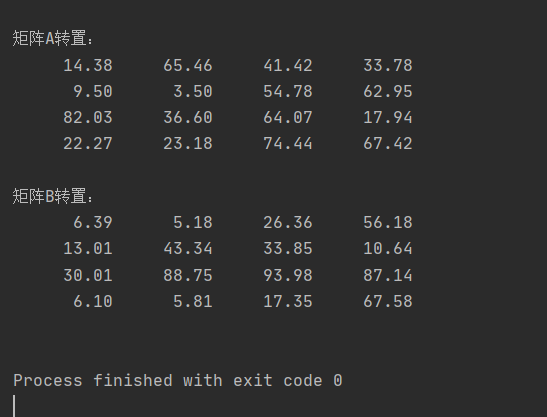 矩阵A转置:
14.38 65.46 41.42 33.78
9.50 3.50 54.78 62.95
82.03 36.60 64.07 17.94
22.27 23.18 74.44 67.42
矩阵B转置:
6.39 5.18 26.36 56.18
13.01 43.34 33.85 10.64
30.01 88.75 93.98 87.14
6.10 5.81 17.35 67.58
Process finished with exit code 0